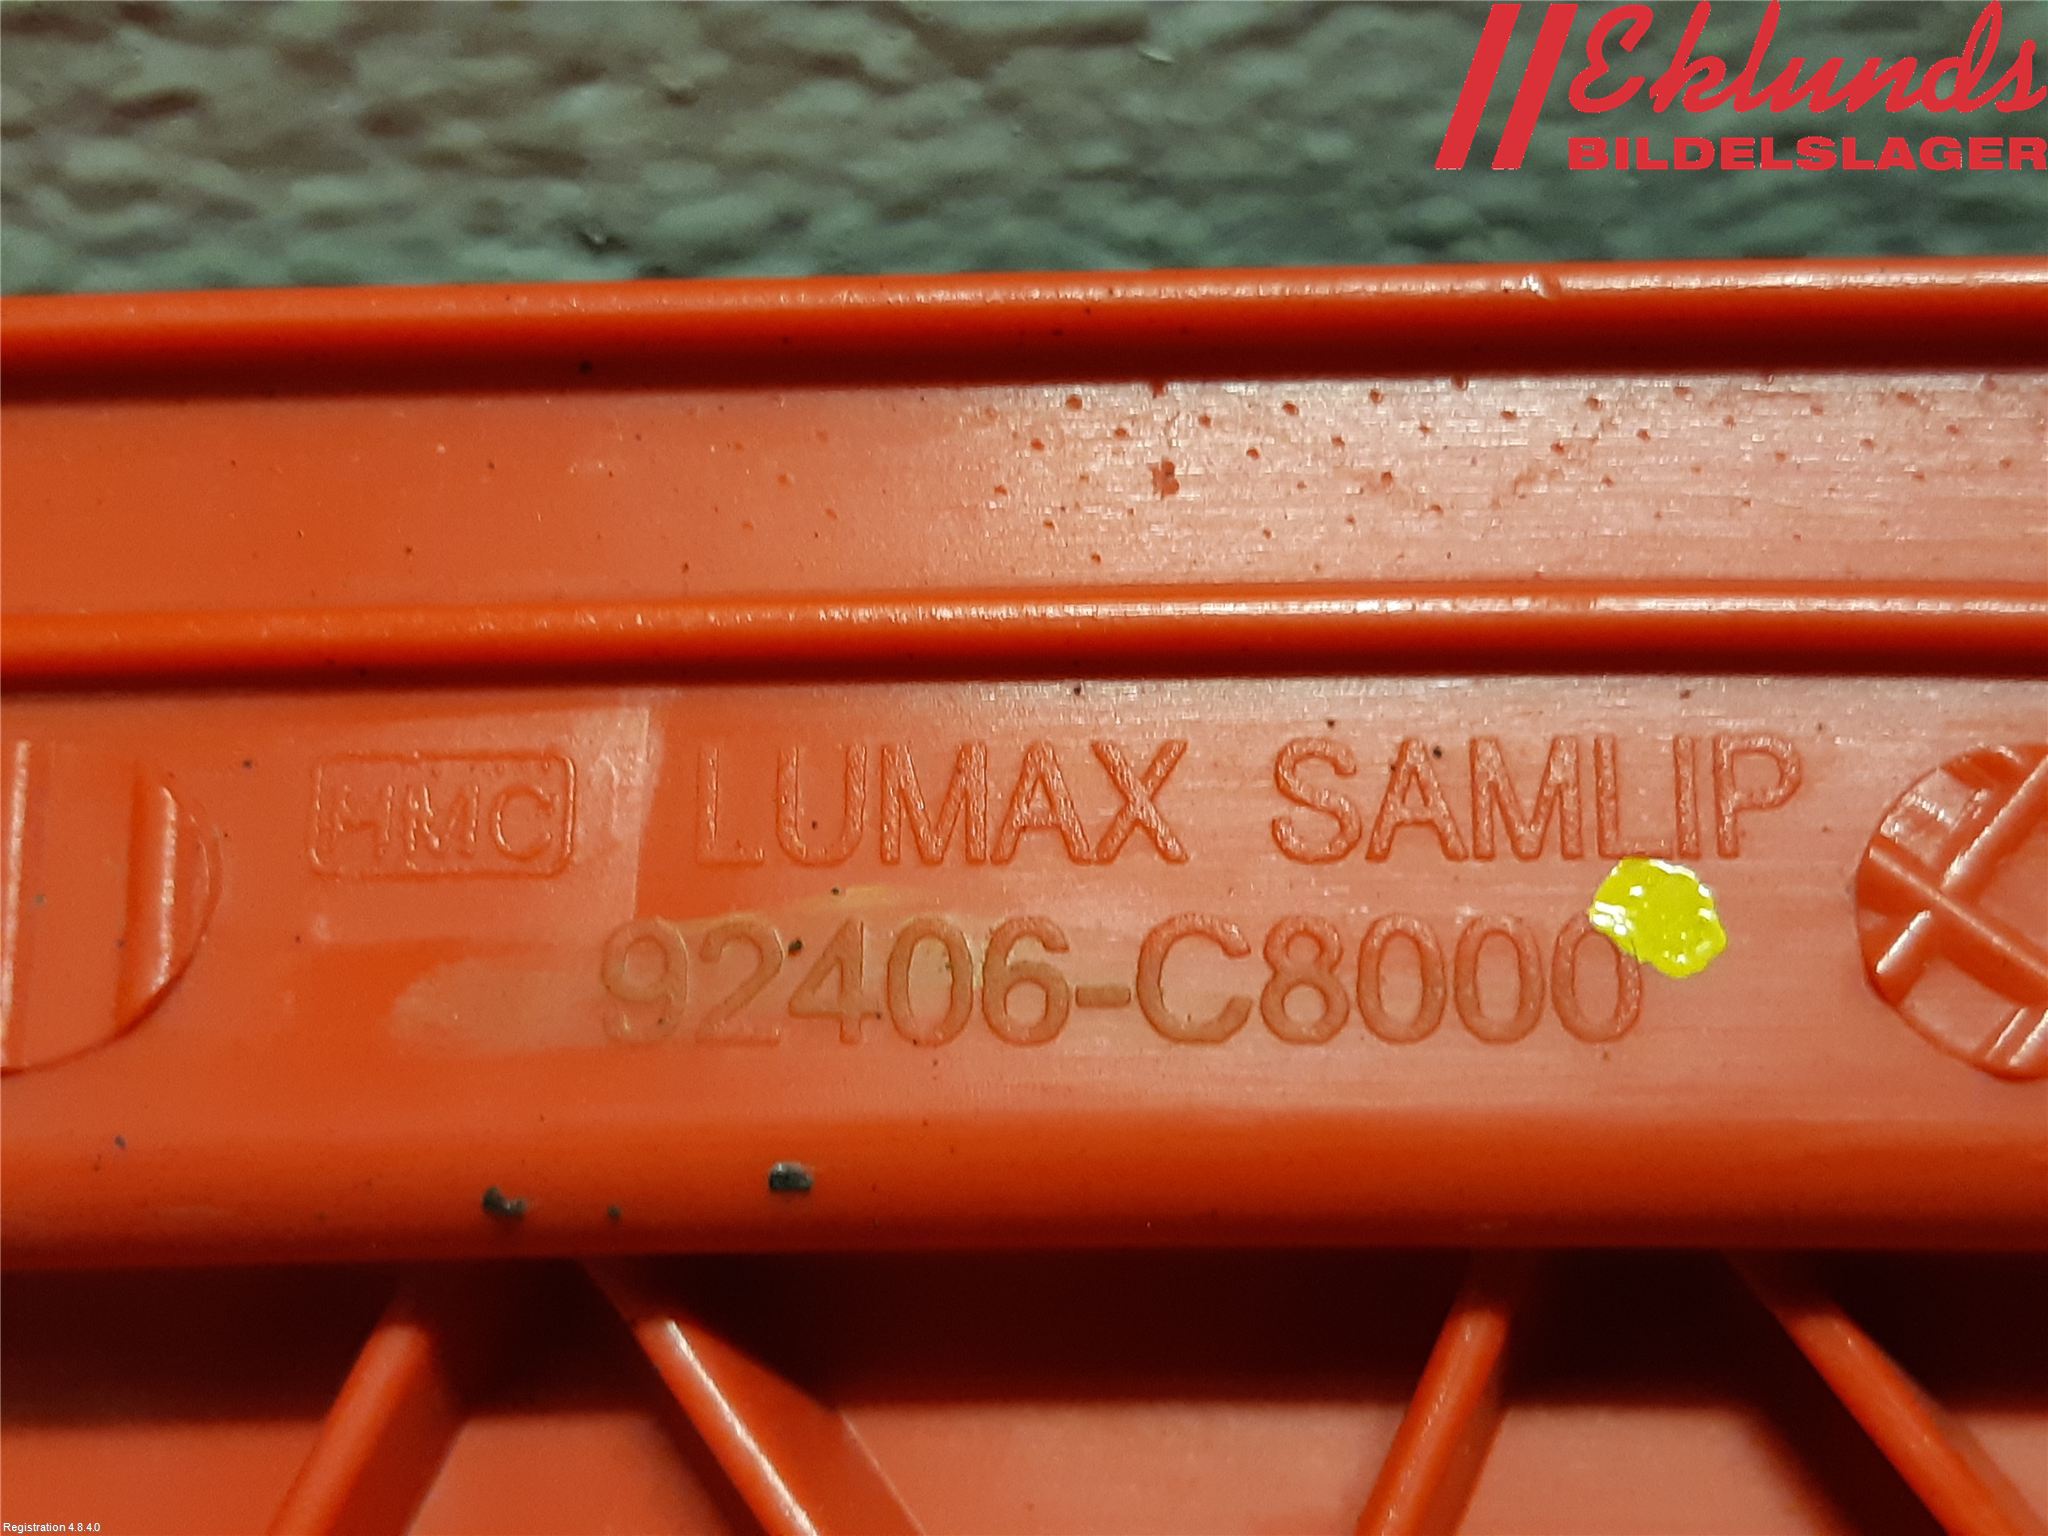 Eklunds
BILDELSLAGER
HMC LUMAX SAMLIP
92406-C8000
Registration 4.8.4.0